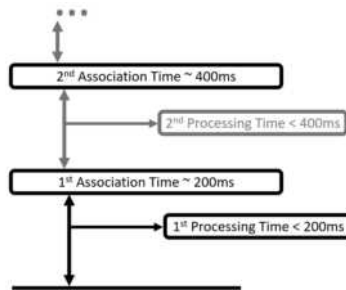 ...
2nd Association Time ~ 400ms
2nd Processing Time < 400ms
1st Association Time ~ 200ms
1st Processing Time < 200ms